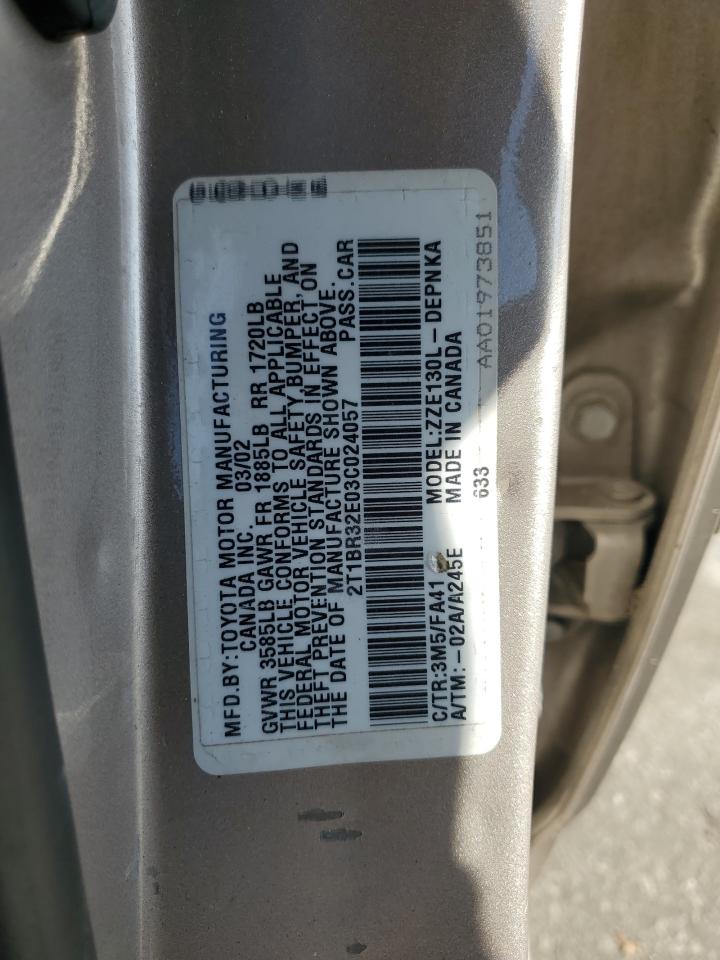 MFD.BY:TOYOTA MOTOR MANUFACTURING
CANADA INC. 03/02
GVWR 3585LB GAWR FR 1885LB RR 1720LB
THIS VEHICLE CONFORMS TO ALL APPLICABLE
FEDERAL MOTOR VEHICLE SAFETY, BUMPER, AND
THEFT PREVENTION STANDARDS IN EFFECT ON
THE DATE OF MANUFACTURE SHOWN ABOVE.
2T1BR32E03C024057 PASS.CAR
C/TR:3M5/FA41 MODEL:ZZE130L-DEPNKA
A/TM:-02A/A245E MADE IN CANADA
633 AA01973851